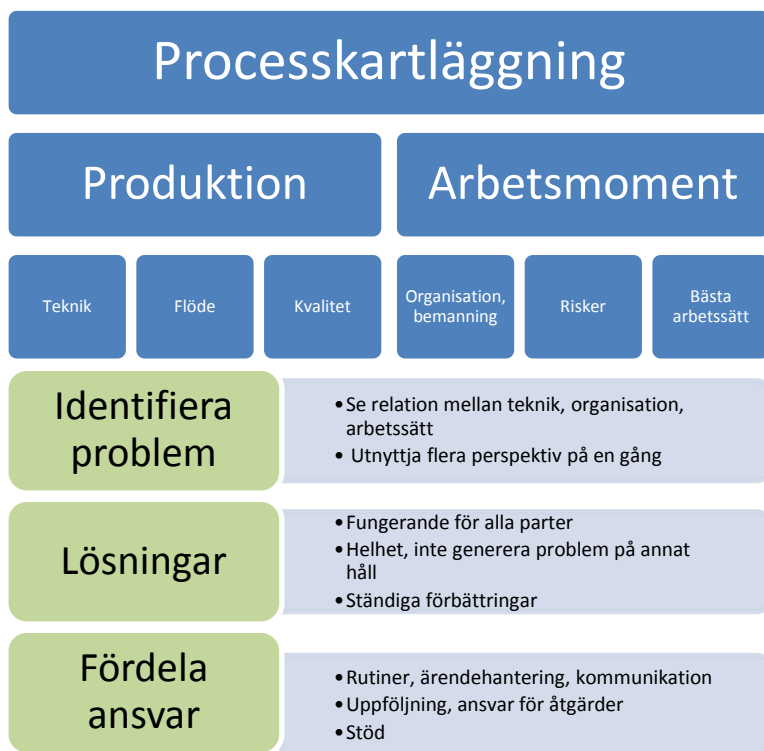 Processkartläggning
Produktion
Arbetsmoment
Teknik
Flöde
Kvalitet
Organisation,
bemanning
Risker
Bästa
arbetssätt
Identifiera
problem
•Se relation mellan teknik, organisation,
arbetssätt
• Utnyttja flera perspektiv på en gång
Lösningar
•Fungerande för alla parter
•Helhet, inte generera problem på annat
håll
•Ständiga förbättringar
Fördela
ansvar
•Rutiner, ärendehantering, kommunikation
•Uppföljning, ansvar för åtgärder
•Stöd